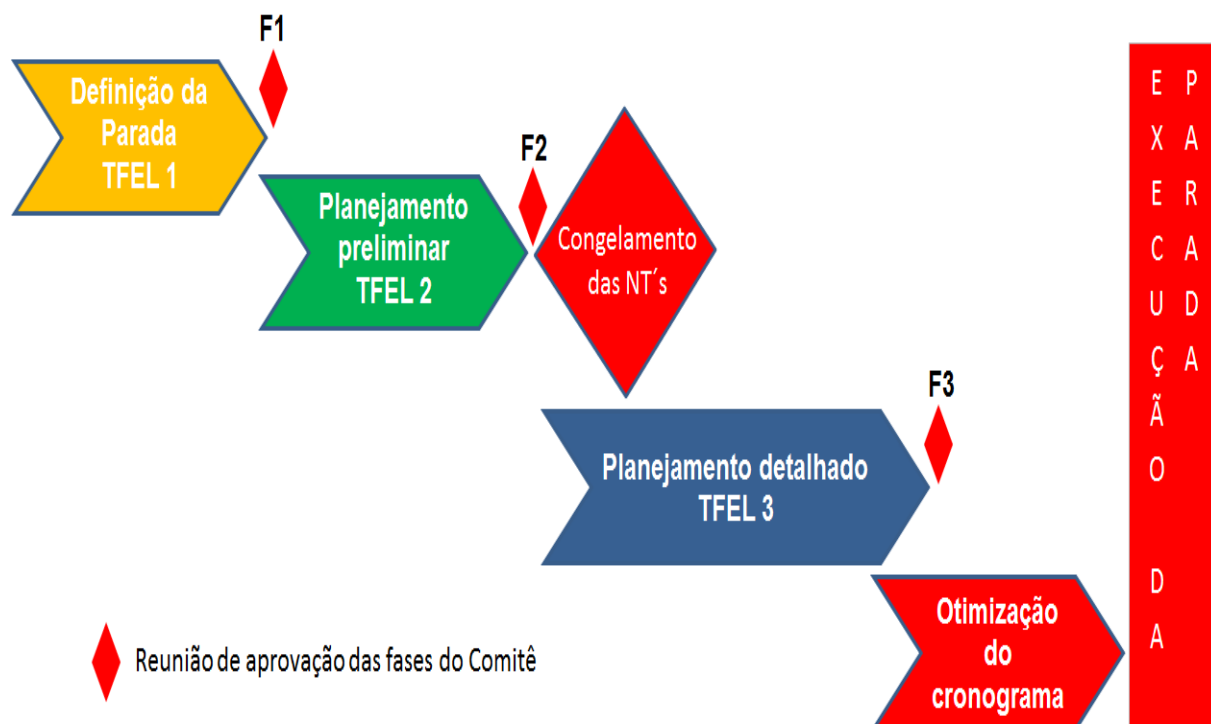 F1
Definição da
Parada
TFEL 1
F2
Planejamento
preliminar
TFEL 2
Congelamento
das NT´s
F3
Planejamento detalhado
TFEL 3
Otimização
do
cronograma
EXECUÇÃO DA
PARADA
Reunião de aprovação das fases do Comitê